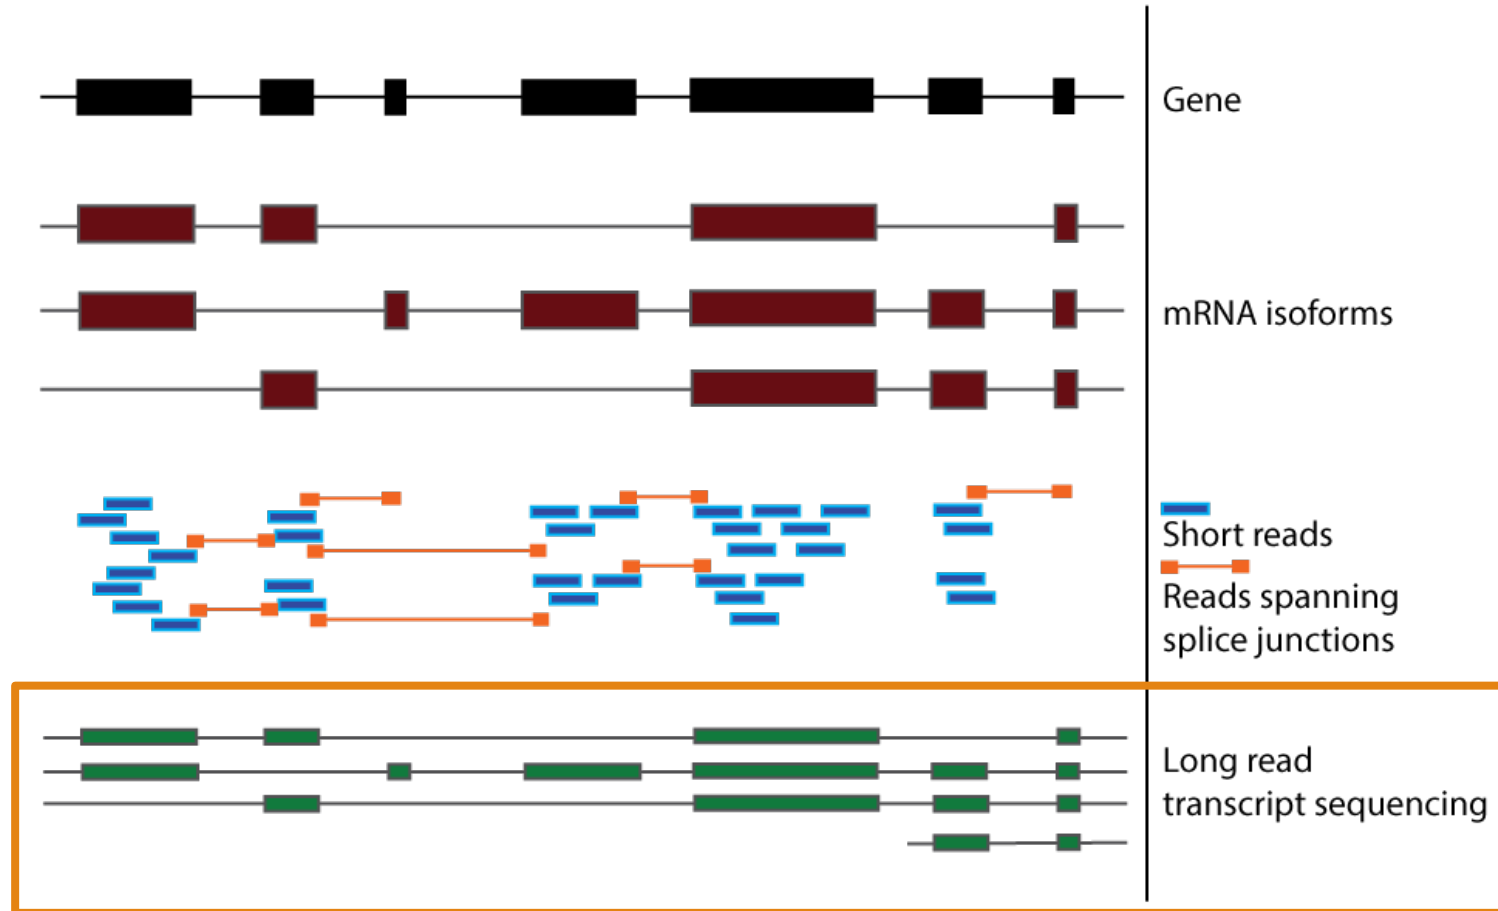 Gene
mRNA isoforms
Short reads
Reads spanning
splice junctions
Long read
transcript sequencing